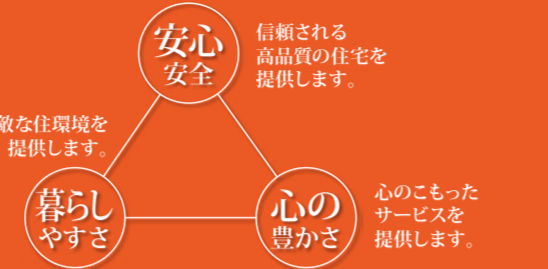 安心
安全
信頼される
高品質の住宅を
提供します。
敵な住環境を
提供します。
暮らし
やすさ
心の
豊かさ
心のこもった
サービスを
提供します。